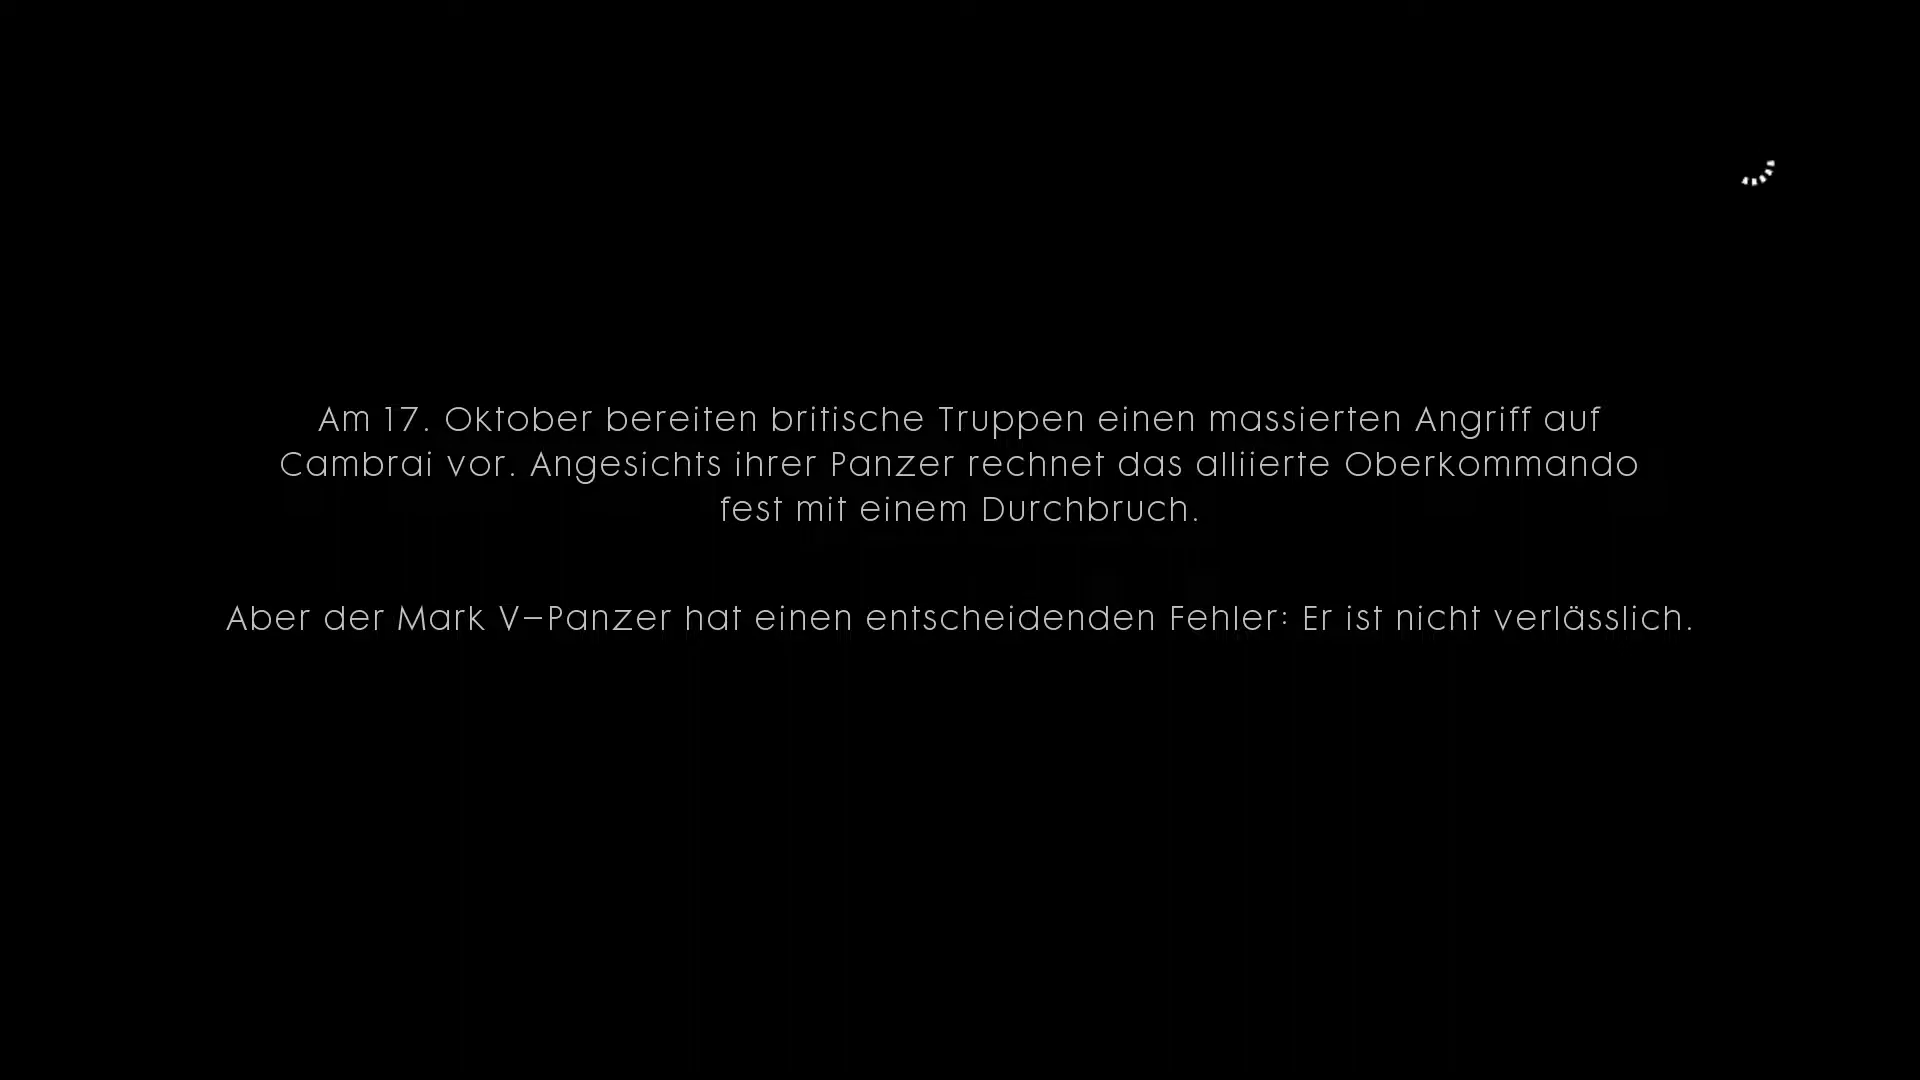 Am 17. Oktober bereiten britische Truppen einen massierten Angriff auf
Cambrai vor. Angesichts ihrer Panzer rechnet das alliierte Oberkommando
fest mit einem Durchbruch.
Aber der Mark V-Panzer hat einen entscheidenden Fehler: Er ist nicht verlässlich.